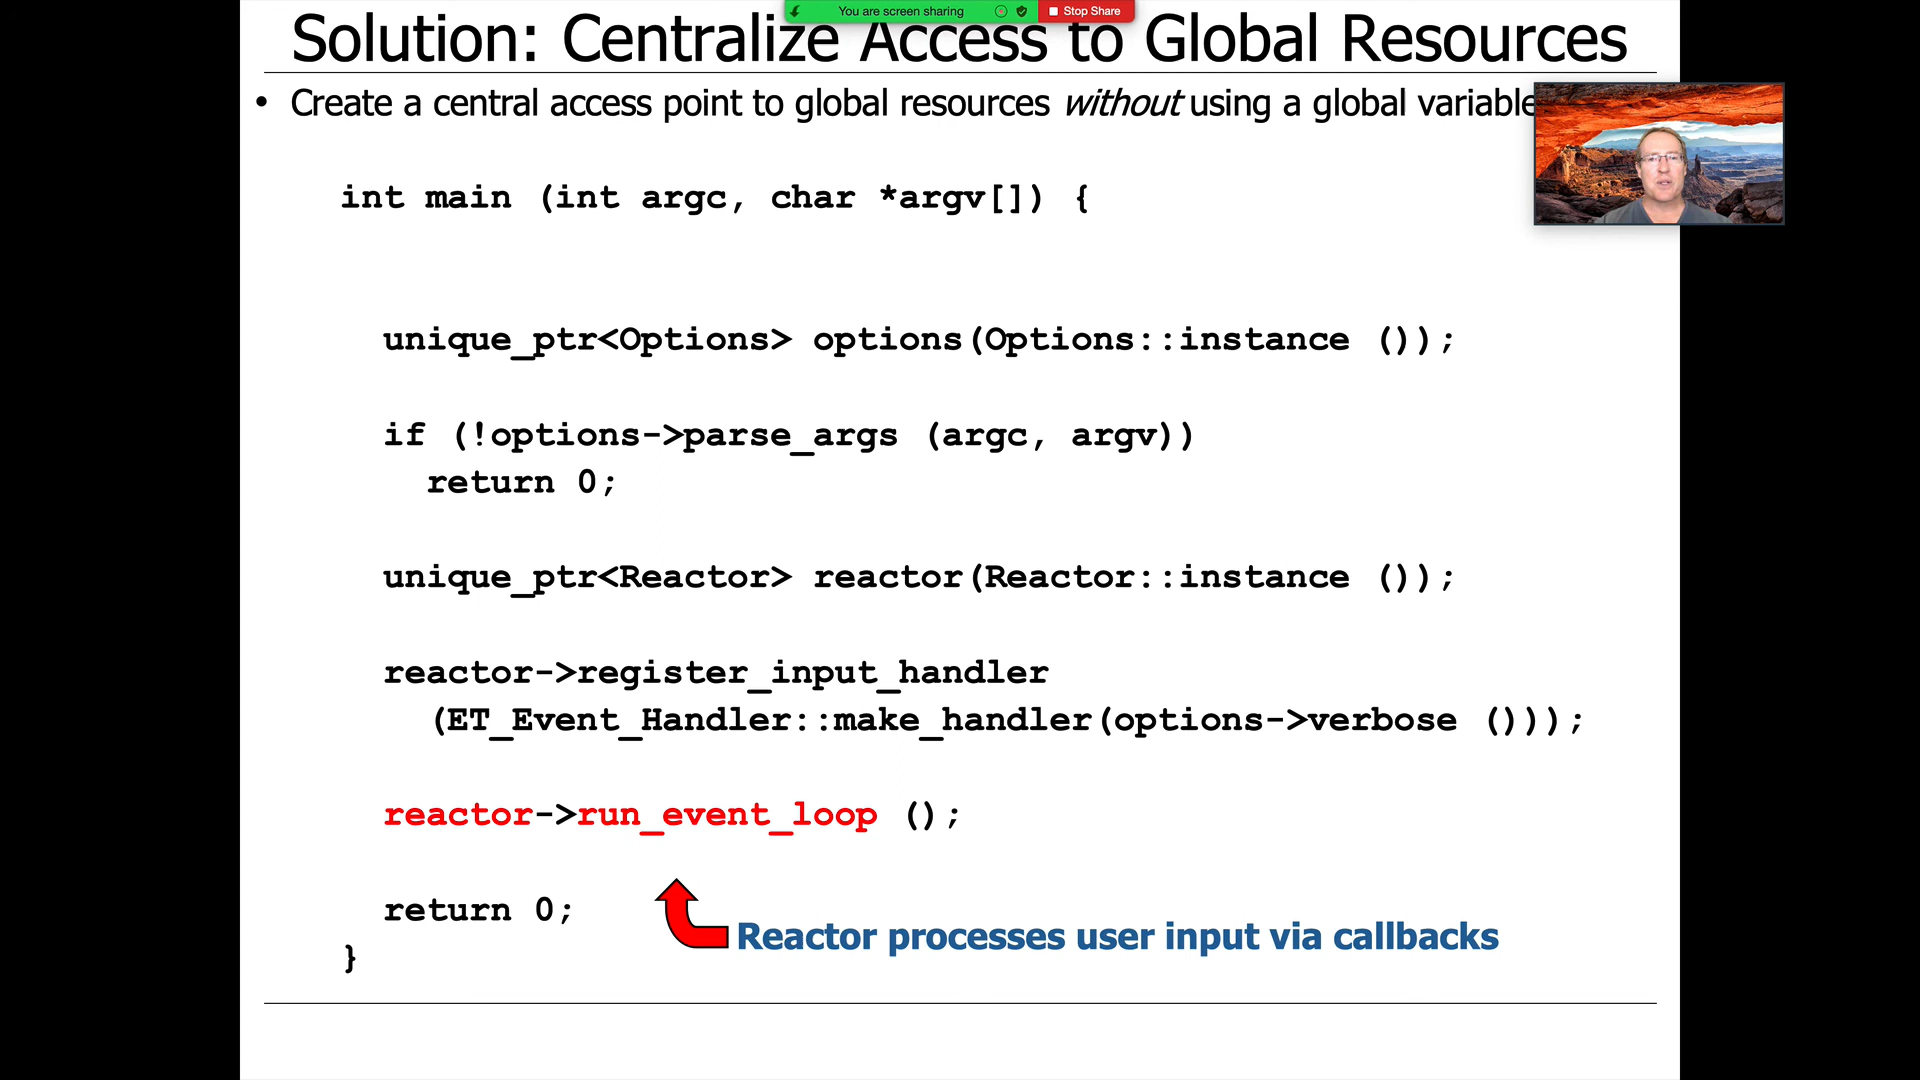 You are screen sharing Stop Share
Solution: Centralize Access to Global Resources
• Create a central access point to global resources without using a global variable
int main (int argc, char *argv[]) {
unique_ptr<Options> options(Options::instance ());
if (!options->parse_args (argc, argv))
return 0;
unique_ptr<Reactor> reactor(Reactor::instance ());
reactor->register_input_handler
(ET_Event_Handler::make_handler(options->verbose ()));
reactor->run_event_loop ();
return 0;
Reactor processes user input via callbacks
}